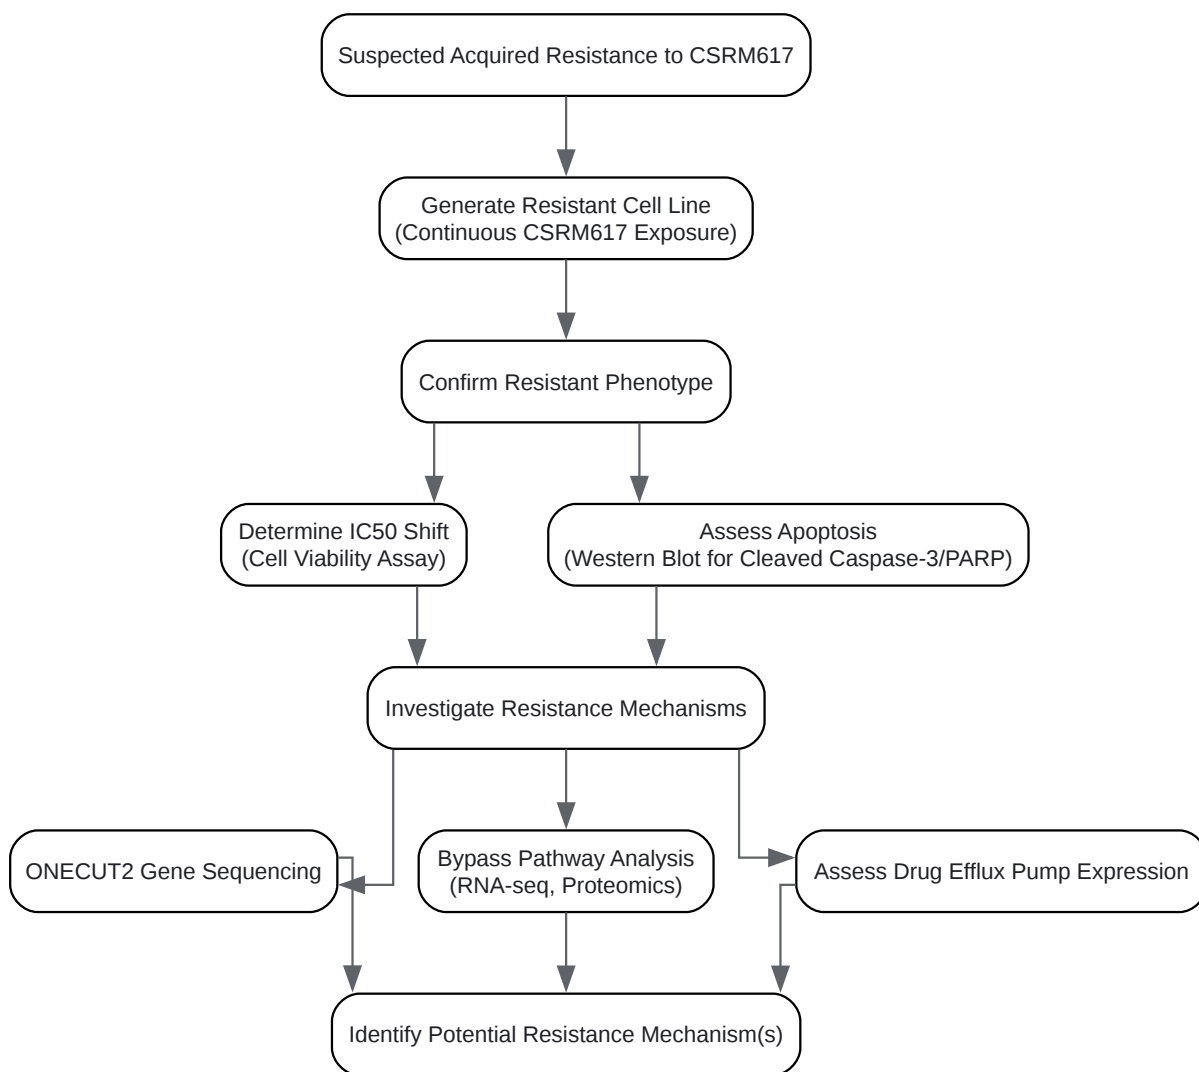 Suspected Acquired Resistance to CSRM617
Generate Resistant Cell Line
(Continuous CSRM617 Exposure)
Confirm Resistant Phenotype
Determine IC50 Shift
(Cell Viability Assay)
Assess Apoptosis
(Western Blot for Cleaved Caspase-3/PARP)
Investigate Resistance Mechanisms
ONECUT2 Gene Sequencing
Bypass Pathway Analysis
(RNA-seq, Proteomics)
Assess Drug Efflux Pump Expression
Identify Potential Resistance Mechanism(s)